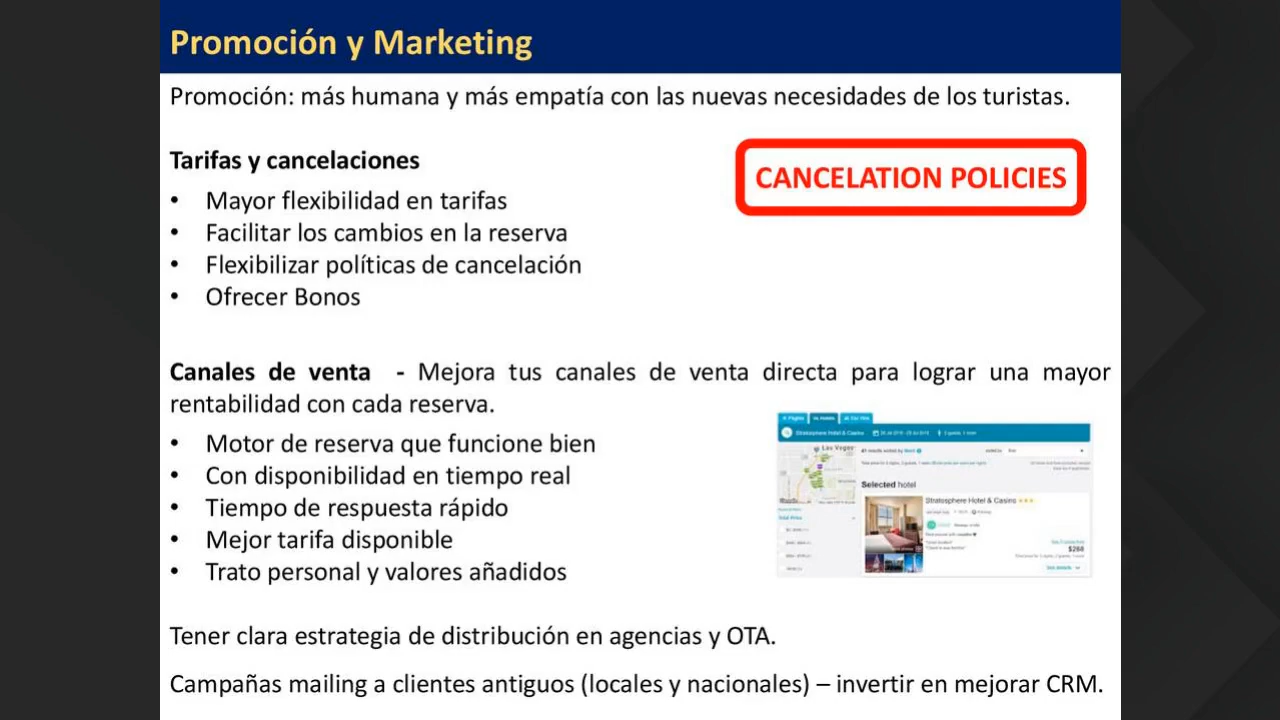 Promoción y Marketing
Promoción: más humana y más empatía con las nuevas necesidades de los turistas.
Tarifas y cancelaciones
CANCELATION POLICIES
• Mayor flexibilidad en tarifas
• Facilitar los cambios en la reserva
• Flexibilizar políticas de cancelación
• Ofrecer Bonos
Canales de venta - Mejora tus canales de venta directa para lograr una mayor
rentabilidad con cada reserva.
• Motor de reserva que funcione bien
• Con disponibilidad en tiempo real
• Tiempo de respuesta rápido
• Mejor tarifa disponible
• Trato personal y valores añadidos
Stratosphere Hotel & Casino
Las Vegas
Selected hotel
Stratosphere Hotel & Casino
$288
Tener clara estrategia de distribución en agencias y OTA.
Campañas mailing a clientes antiguos (locales y nacionales) – invertir en mejorar CRM.